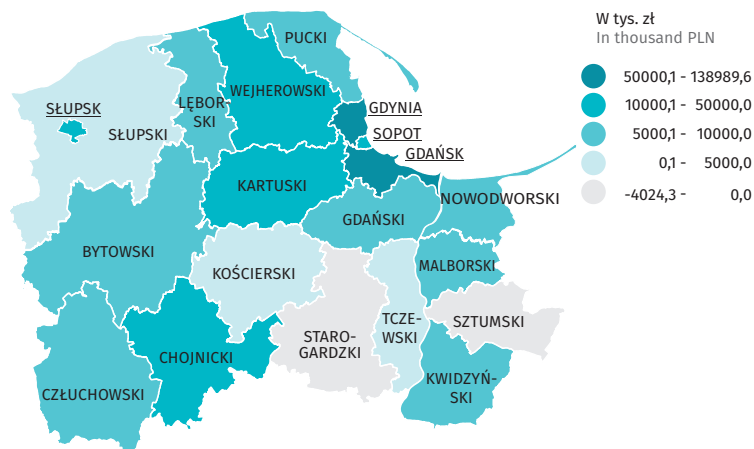 W tys. zł
In thousand PLN
50000,1 - 138989,6
10000,1 - 50000,0
5000,1 - 10000,0
0,1 - 5000,0
-4024,3 - 0,0
PUCKI
SŁUPSK
SŁUPSKI
LĘBOR-
SKI
WEJHEROWSKI
GDYNIA
SOPOT
GDAŃSK
KARTUSKI
NOWODWORSKI
GDAŃSKI
BYTOWSKI
KOŚCIERSKI
MALBORSKI
STARO-
GARDZKI
TCZE-
WSKI
SZTUMSKI
CHOJNICKI
CZŁUCHOWSKI
KWIDZYŃ-
SKI